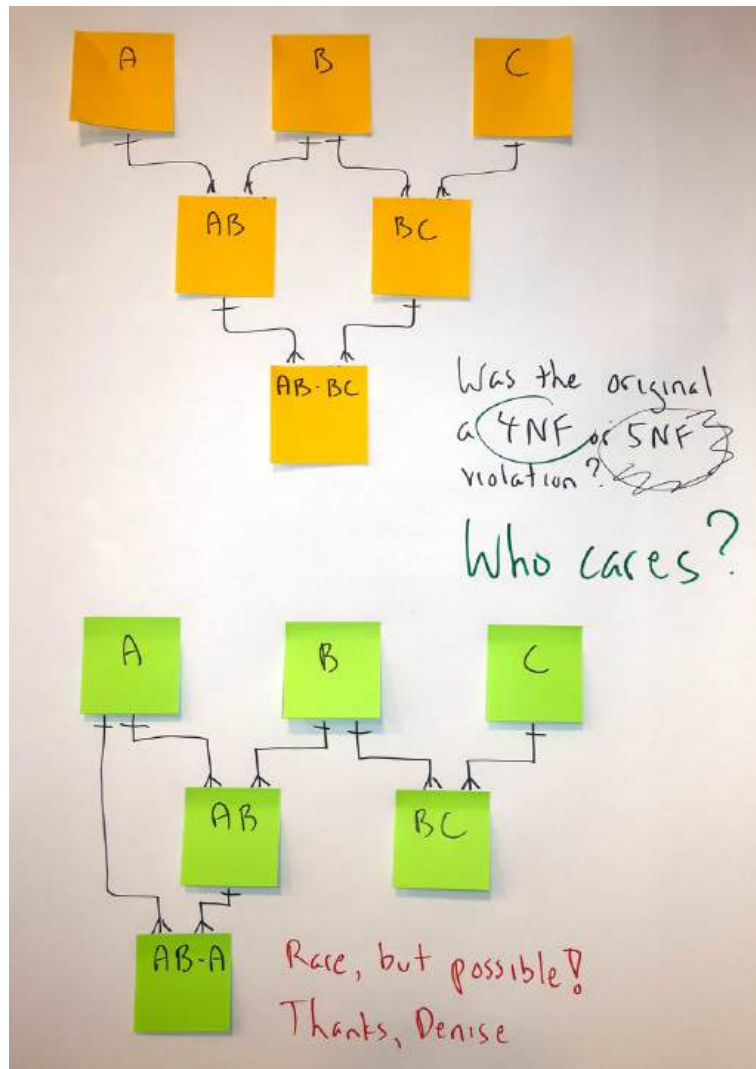 A B C
AB BC
AB-BC
Was the original
a 4NF or 5NF
violation?
Who cares?
A B C
AB BC
AB-A
Rare, but possible!
Thanks, Denise